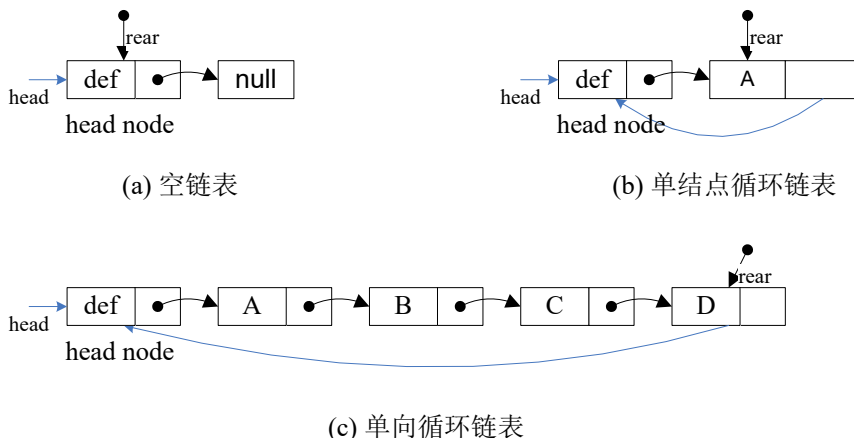 rear
def null
head
head node
(a) 空链表
rear
def A
head
head node
(b) 单结点循环链表
rear
def A B C D
head
head node
(c) 单向循环链表